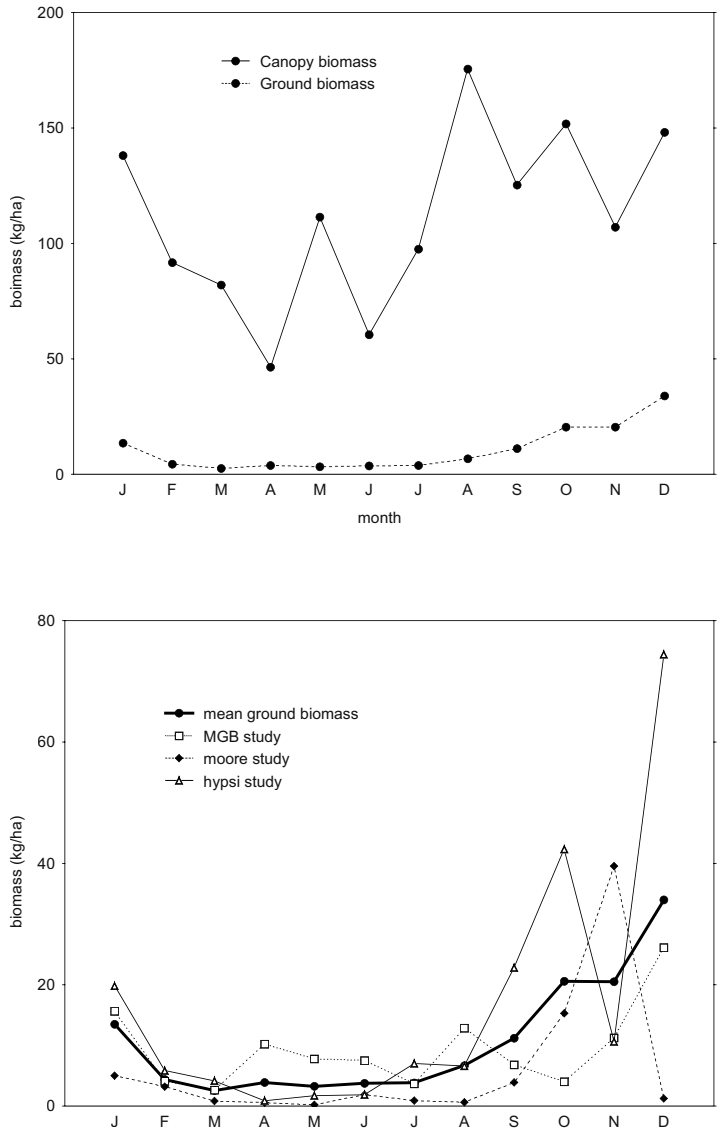 200
Canopy biomass
Ground biomass
150
100
50
0
boimass (kg/ha)
J F M A M J J A S O N D
month
80
mean ground biomass
MGB study
moore study
hypsi study
60
40
20
0
biomass (kg/ha)
J F M A M J J A S O N D